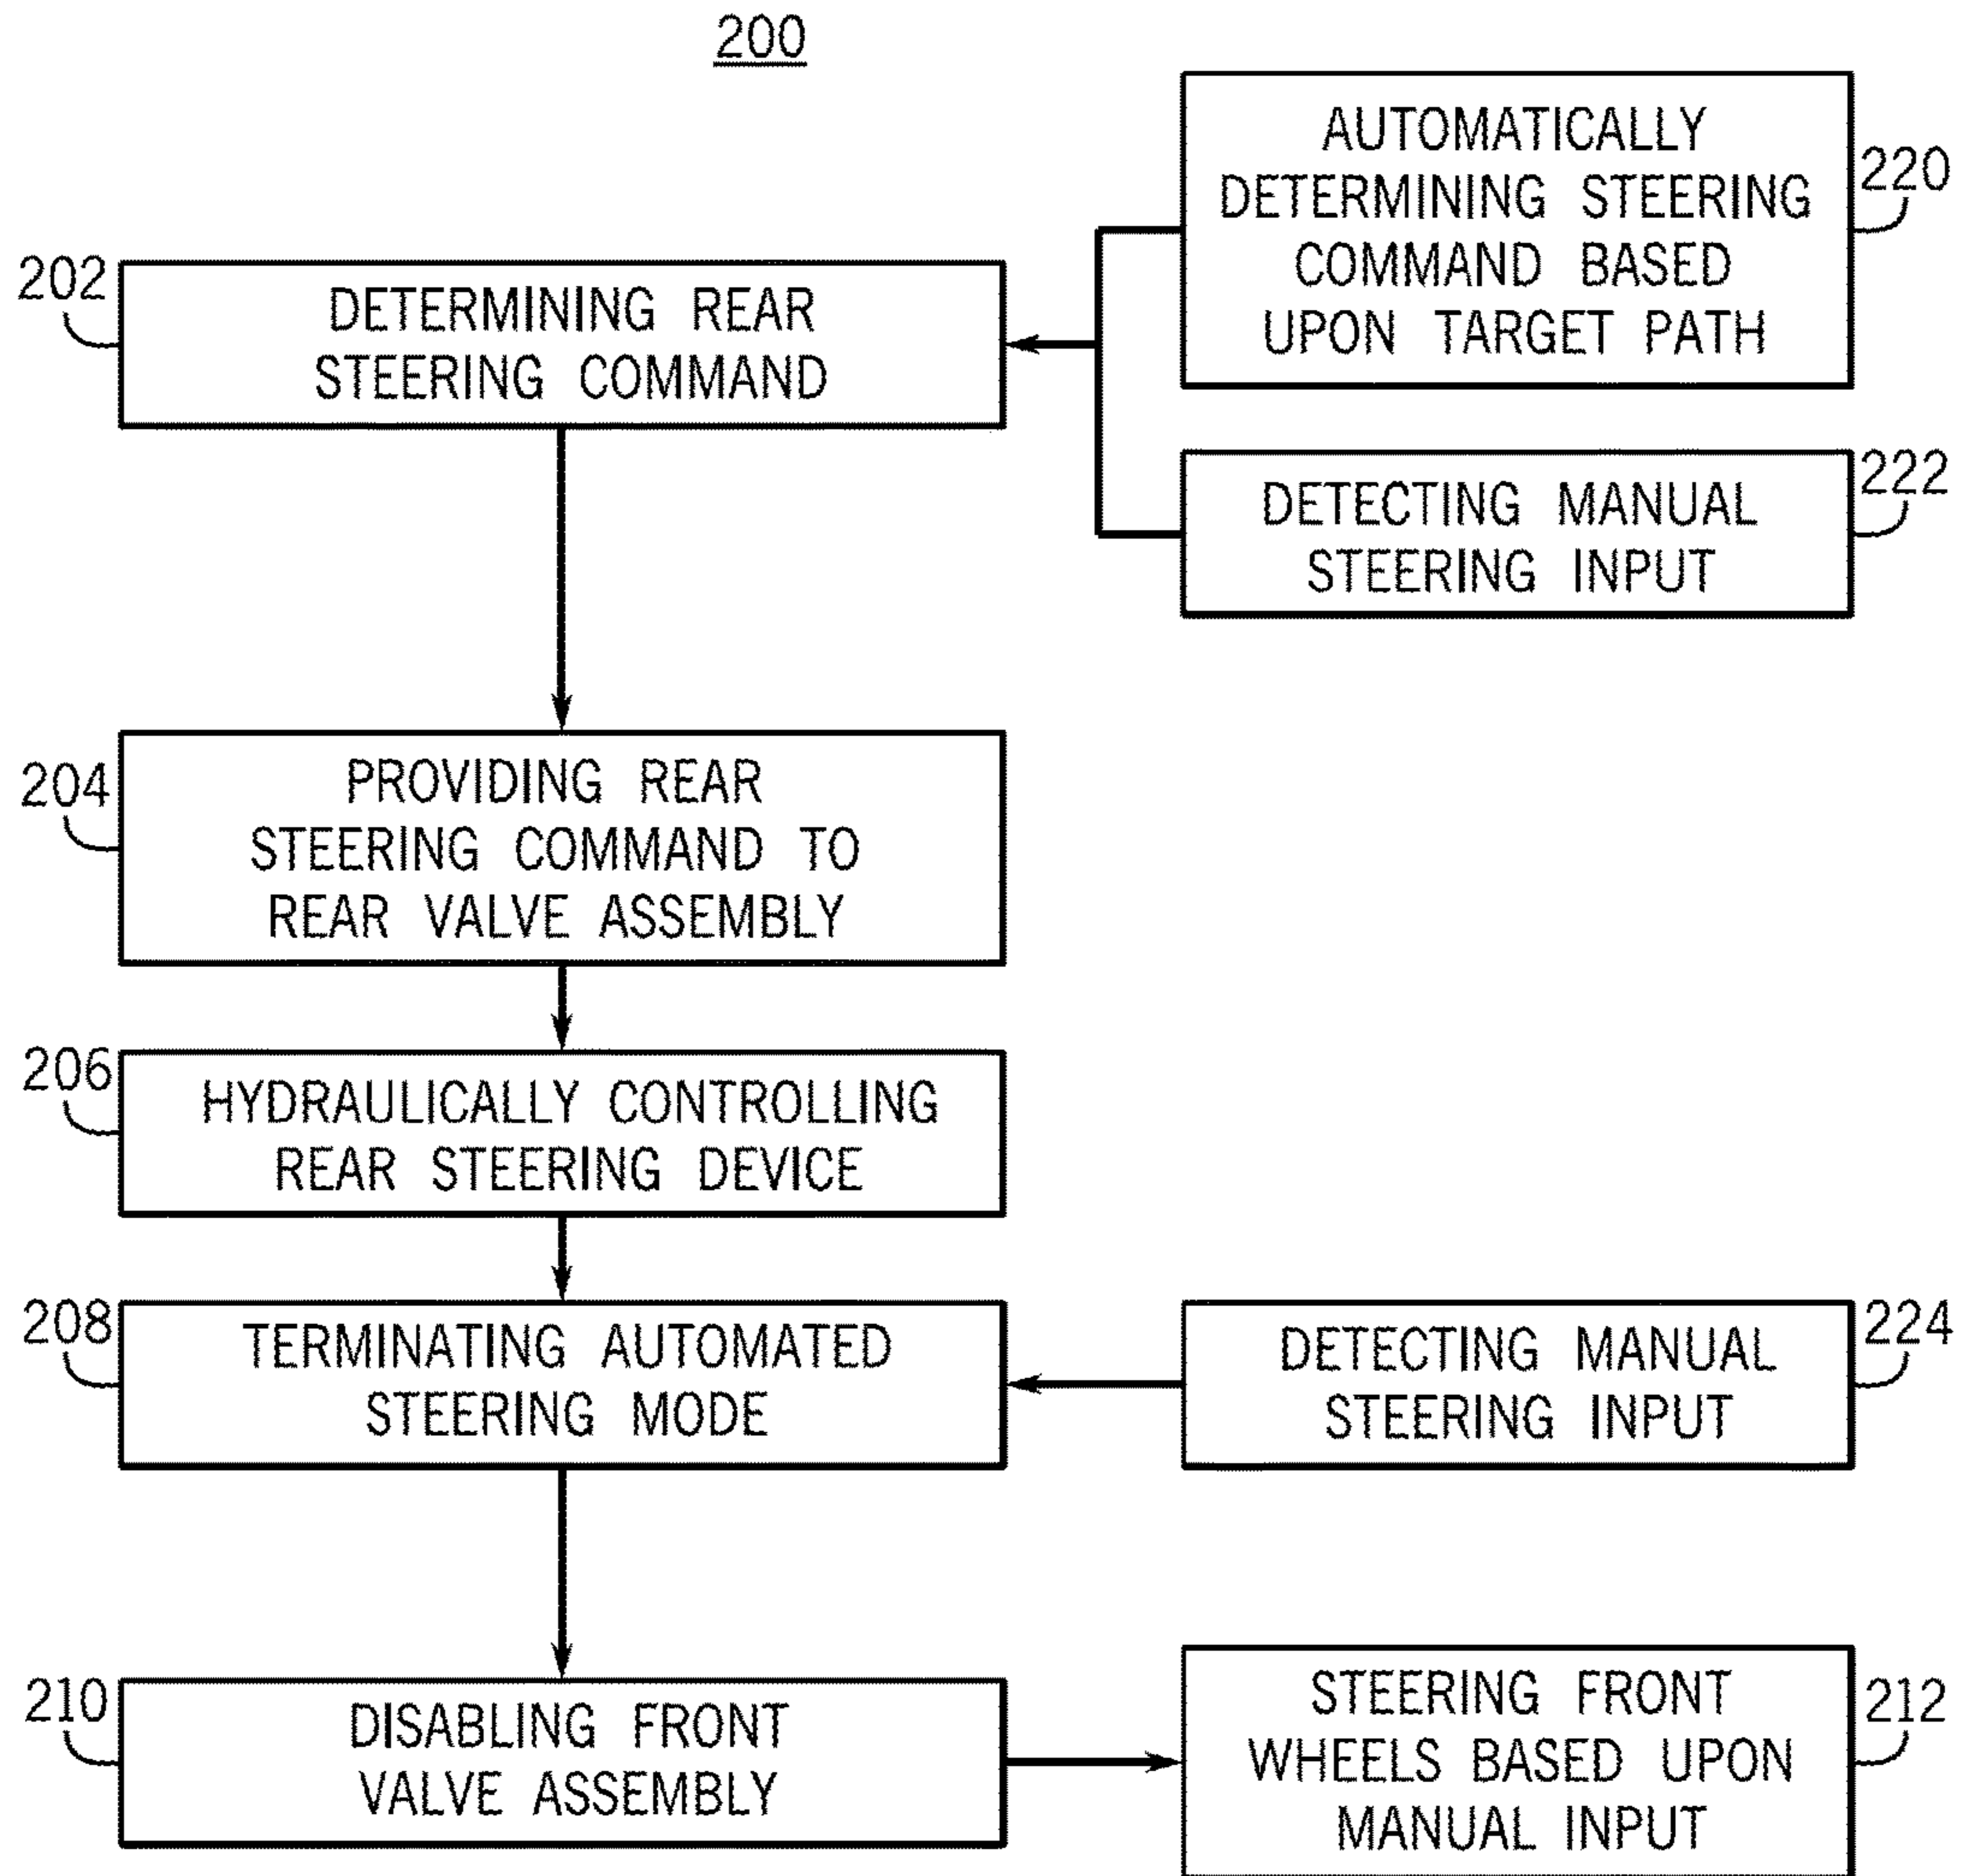 200
AUTOMATICALLY
DETERMINING STEERING
COMMAND BASED
UPON TARGET PATH
220
202
DETERMINING REAR
STEERING COMMAND
222
DETECTING MANUAL
STEERING INPUT
204
PROVIDING REAR
STEERING COMMAND TO
REAR VALVE ASSEMBLY
206
HYDRAULICALLY CONTROLLING
REAR STEERING DEVICE
208
TERMINATING AUTOMATED
STEERING MODE
224
DETECTING MANUAL
STEERING INPUT
210
DISABLING FRONT
VALVE ASSEMBLY
212
STEERING FRONT
WHEELS BASED UPON
MANUAL INPUT